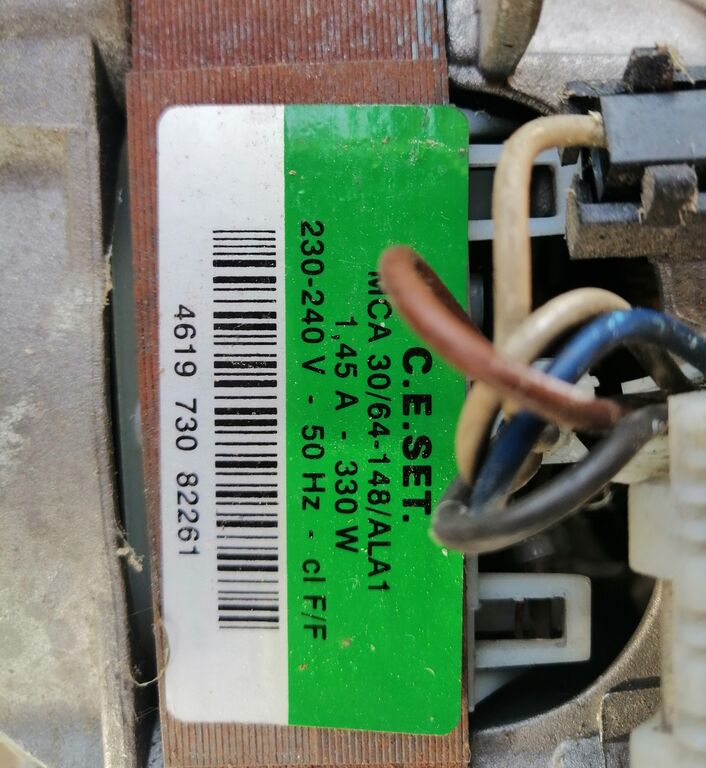 C.E.SET.
MCA 30/64-148/ALA1
1,45 A - 330 W
230-240 V - 50 Hz - cl F/F
4619 730 82261